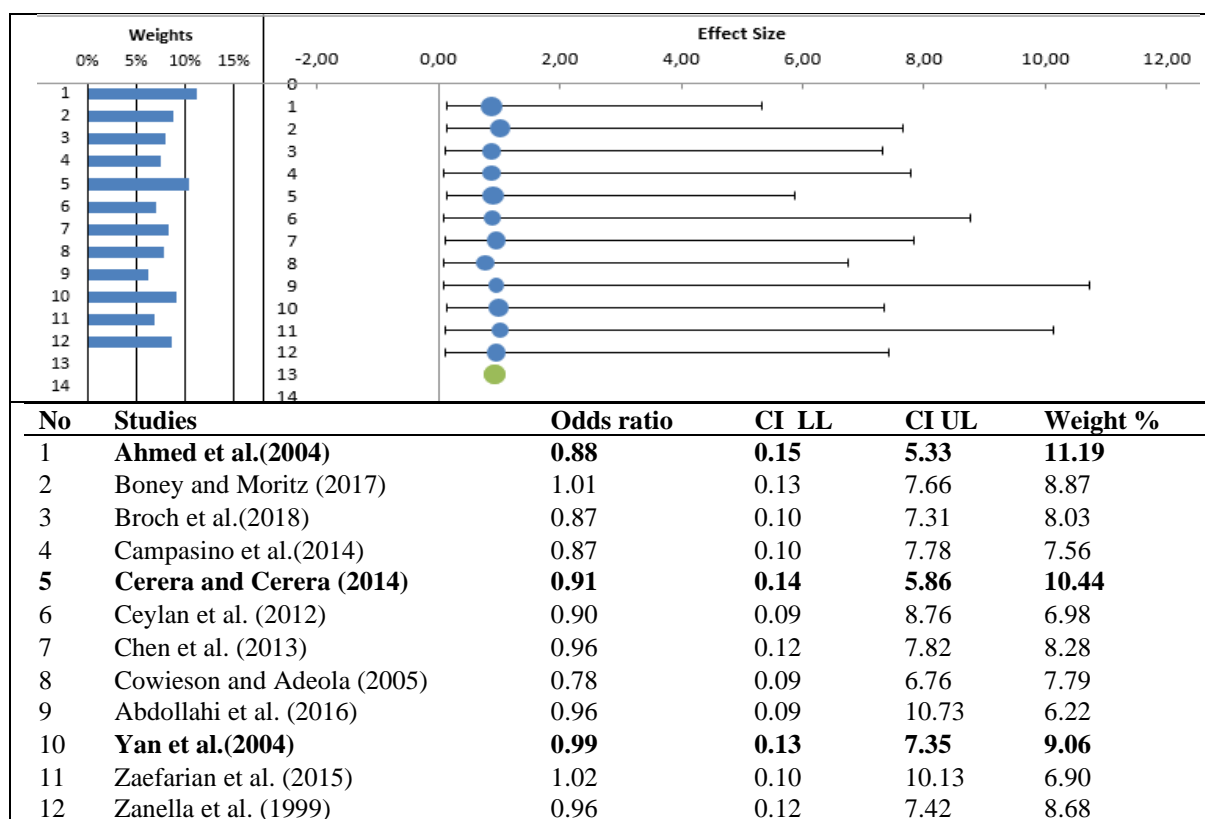 Weights
0% 5% 10% 15%
1
2
3
4
5
6
7
8
9
10
11
12
13
14
Effect Size
-2,00 0,00 2,00 4,00 6,00 8,00 10,00 12,00
0
1
2
3
4
5
6
7
8
9
10
11
12
13
14
No Studies Odds ratio CI LL CI UL Weight %
1 Ahmed et al.(2004) 0.88 0.15 5.33 11.19
2 Boney and Moritz (2017) 1.01 0.13 7.66 8.87
3 Broch et al.(2018) 0.87 0.10 7.31 8.03
4 Campasino et al.(2014) 0.87 0.10 7.78 7.56
5 Cerera and Cerera (2014) 0.91 0.14 5.86 10.44
6 Ceylan et al. (2012) 0.90 0.09 8.76 6.98
7 Chen et al. (2013) 0.96 0.12 7.82 8.28
8 Cowieson and Adeola (2005) 0.78 0.09 6.76 7.79
9 Abdollahi et al. (2016) 0.96 0.09 10.73 6.22
10 Yan et al.(2004) 0.99 0.13 7.35 9.06
11 Zaefarian et al. (2015) 1.02 0.10 10.13 6.90
12 Zanella et al. (1999) 0.96 0.12 7.42 8.68